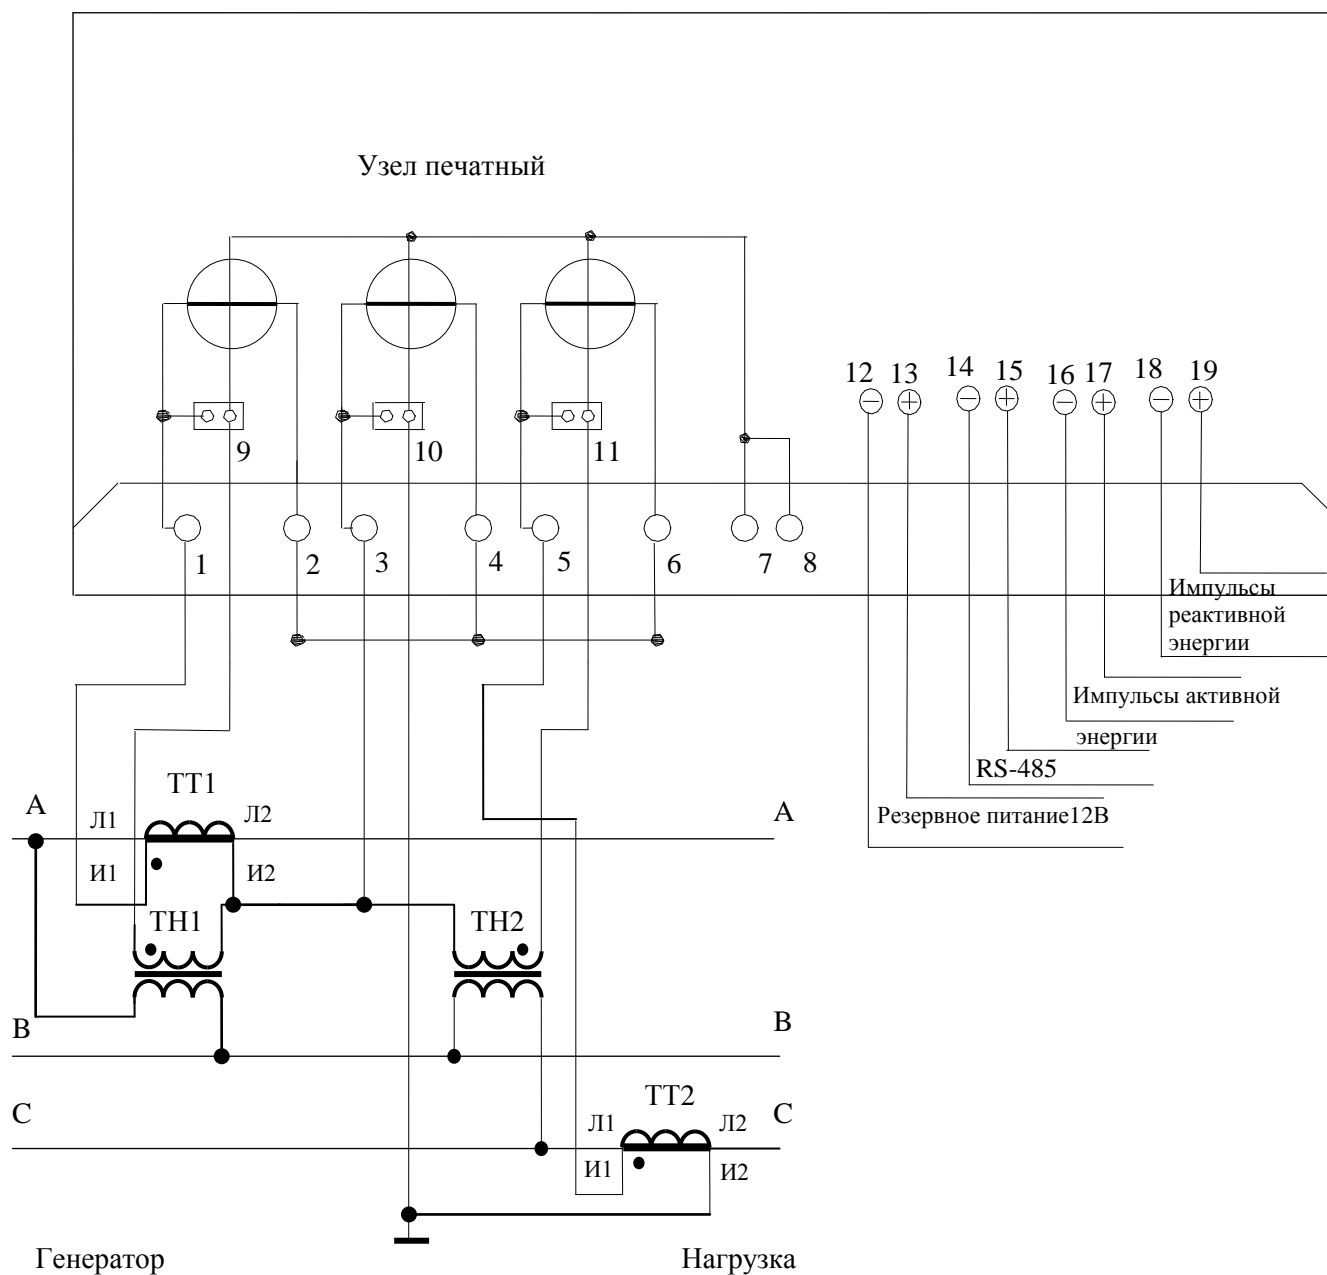 Узел печатный
12 13 14 15 16 17 18 19
9 10 11
1 2 3 4 5 6 7 8
Импульсы
реактивной
энергии
Импульсы активной
энергии
RS-485
Резервное питание12В
ТТ1
А Л1 Л2 А
И1 И2
ТН1 ТН2
В В
ТТ2
С Л1 Л2 С
И1 И2
Генератор Нагрузка